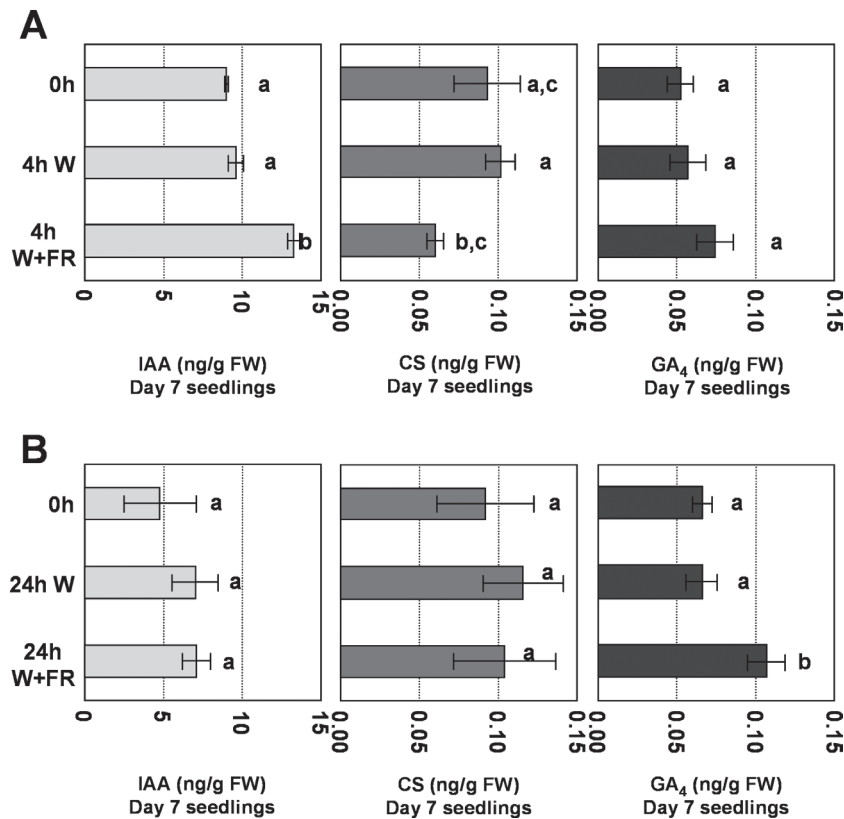 A
0h
4h W
4h
W+FR
a
a
b
a,c
a
b,c
a
a
a
0
5
10
15
0.00
0.05
0.10
0.15
0.00
0.05
0.10
0.15
IAA (ng/g FW)
Day 7 seedlings
CS (ng/g FW)
Day 7 seedlings
GA₄ (ng/g FW)
Day 7 seedlings
B
0h
24h W
24h
W+FR
a
a
a
a
a
a
a
a
b
0
5
10
15
0.00
0.05
0.10
0.15
0.00
0.05
0.10
0.15
IAA (ng/g FW)
Day 7 seedlings
CS (ng/g FW)
Day 7 seedlings
GA₄ (ng/g FW)
Day 7 seedlings